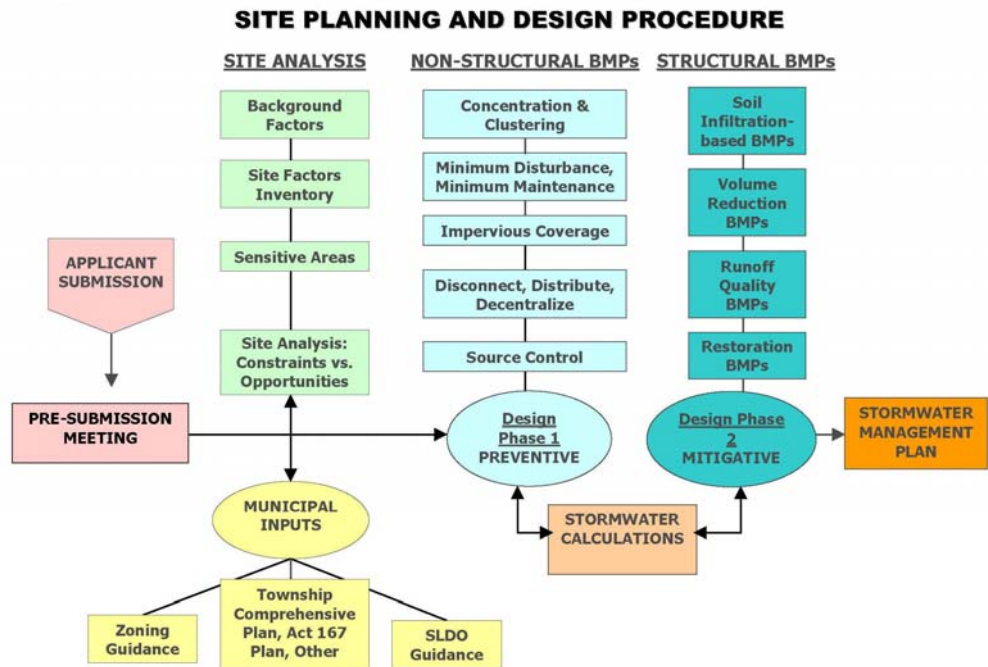 SITE PLANNING AND DESIGN PROCEDURE
SITE ANALYSIS
Background
Factors
Site Factors
Inventory
Sensitive Areas
Site Analysis:
Constraints vs.
Opportunities
NON-STRUCTURAL BMPs
Concentration &
Clustering
Minimum Disturbance,
Minimum Maintenance
Impervious Coverage
Disconnect, Distribute,
Decentralize
Source Control
STRUCTURAL BMPs
Soil
Infiltration-
based BMPs
Volume
Reduction
BMPs
Runoff
Quality
BMPs
Restoration
BMPs
APPLICANT
SUBMISSION
PRE-SUBMISSION
MEETING
Design
Phase 1
PREVENTIVE
Design Phase
2
MITIGATIVE
STORMWATER
MANAGEMENT
PLAN
MUNICIPAL
INPUTS
STORMWATER
CALCULATIONS
Zoning
Guidance
Township
Comprehensive
Plan, Act 167
Plan, Other
SLDO
Guidance